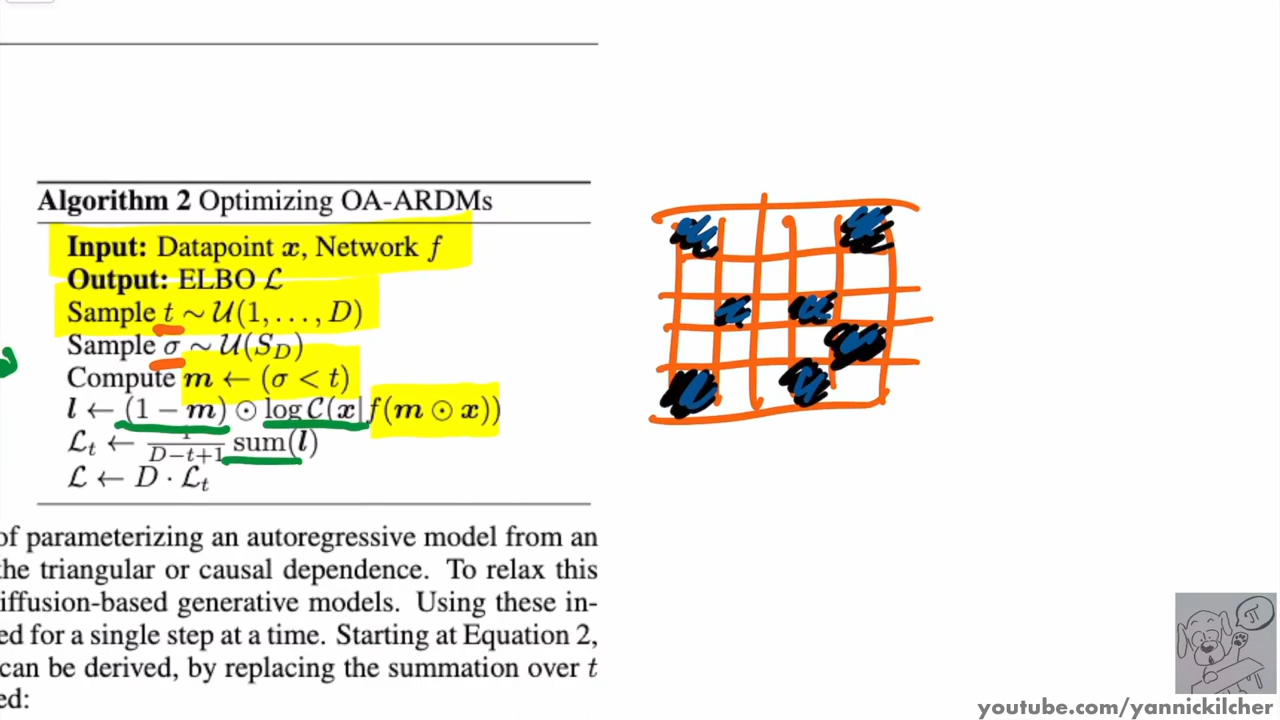 Algorithm 2 Optimizing OA-ARDMs
Input: Datapoint x, Network f
Output: ELBO ℒ
Sample t ∼ 𝒰(1, . . . , D)
Sample σ ∼ 𝒰(S_D)
Compute m ← (σ < t)
l ← (1 − m) ⊙ log 𝒞(x|f(m ⊙ x))
ℒ_t ← 1/(D−t+1) sum(l)
ℒ ← D · ℒ_t
of parameterizing an autoregressive model from an
the triangular or causal dependence. To relax this
iffusion-based generative models. Using these in-
ed for a single step at a time. Starting at Equation 2,
can be derived, by replacing the summation over t
ed:
π
youtube.com/yannickilcher